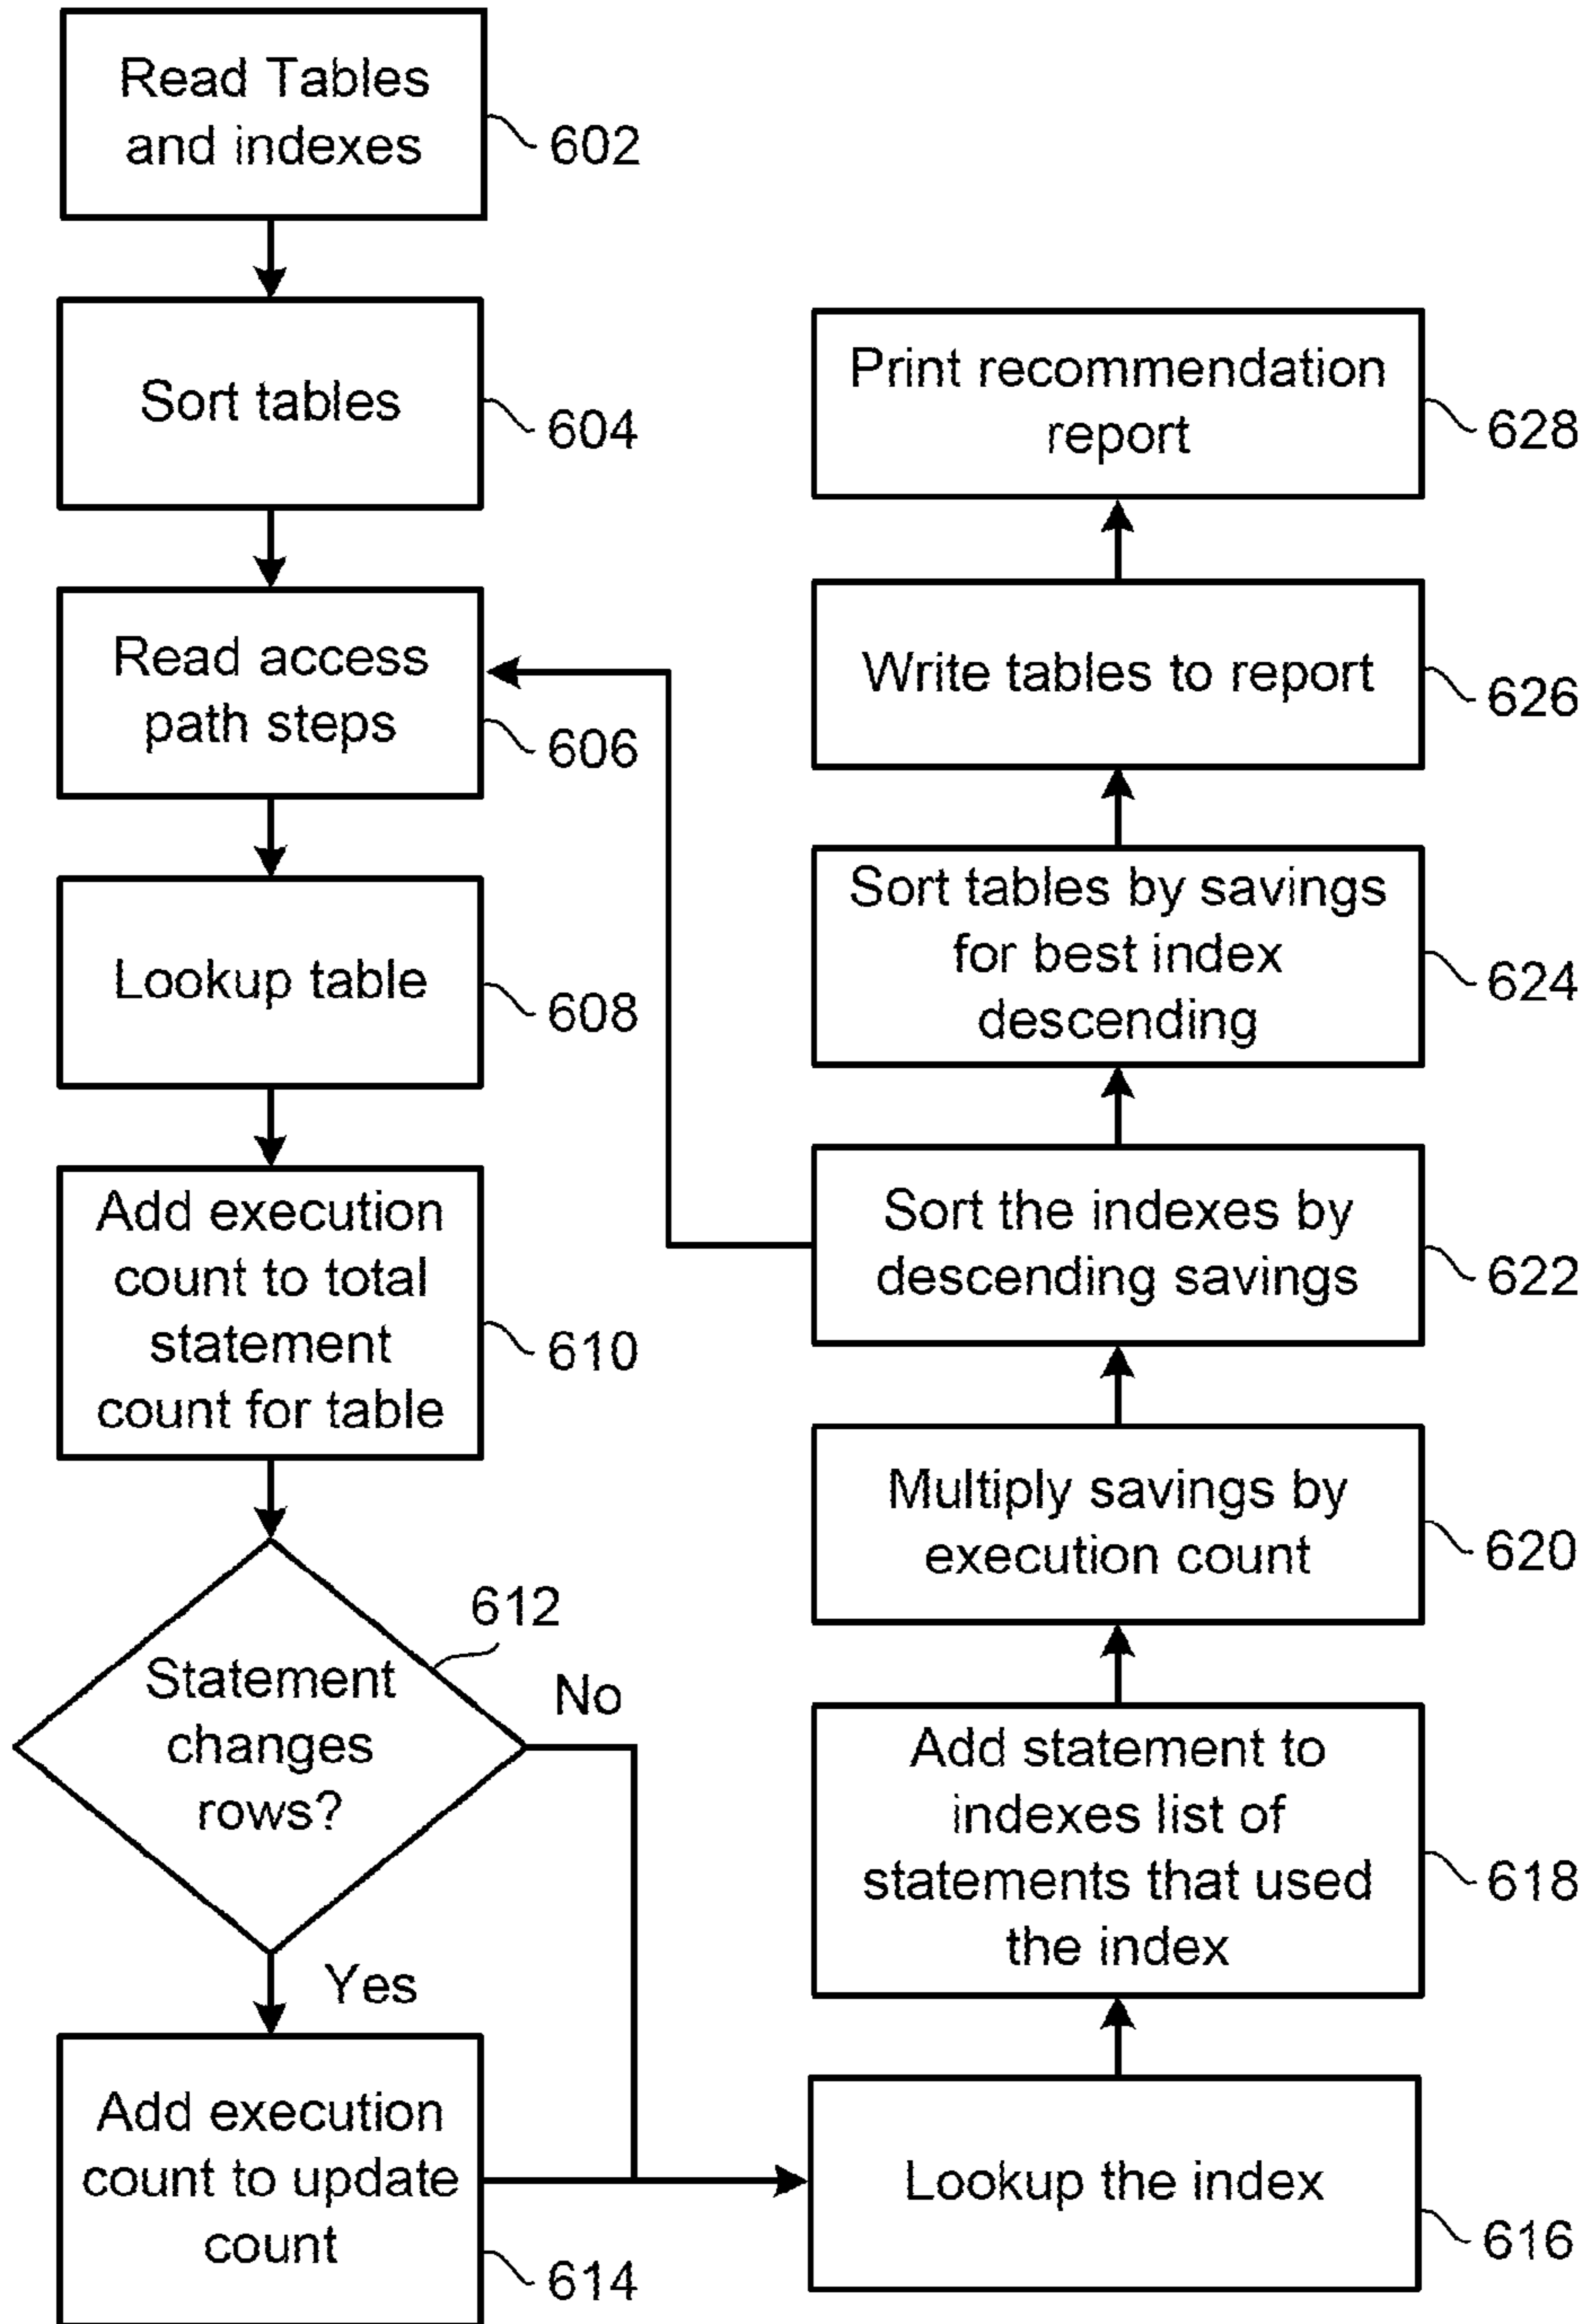 Read Tables
and indexes
602
Sort tables
604
Read access
path steps
606
Lookup table
608
Add execution
count to total
statement
count for table
610
612
Statement
changes
rows?
No
Yes
Add execution
count to update
count
614
Lookup the index
616
Add statement to
indexes list of
statements that used
the index
618
Multiply savings by
execution count
620
Sort the indexes by
descending savings
622
Sort tables by savings
for best index
descending
624
Write tables to report
626
Print recommendation
report
628